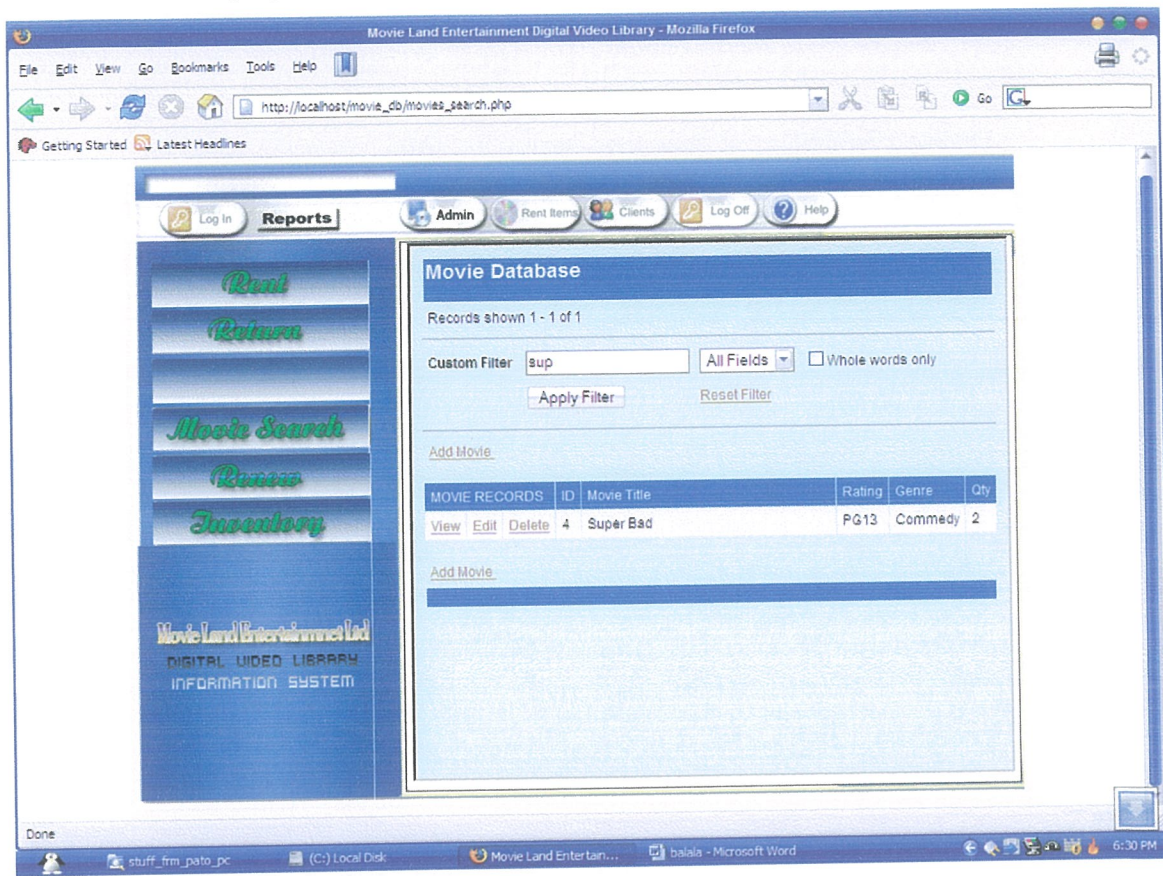 Movie Land Entertainment Digital Video Library - Mozilla Firefox
File Edit View Go Bookmarks Tools Help
http://localhost/movie_db/movies_search.php Go
Getting Started Latest Headlines
Log In Reports Admin Rent Items Clients Log Off Help
Rent
Return
Movie Search
Renew
Inventory
Movie Land Entertainmnet Ltd
DIGITAL VIDEO LIBRARY
INFORMATION SYSTEM
Movie Database
Records shown 1 - 1 of 1
Custom Filter sup All Fields Whole words only
Apply Filter Reset Filter
Add Movie
MOVIE RECORDS ID Movie Title Rating Genre Qty
View Edit Delete 4 Super Bad PG13 Commedy 2
Add Movie
Done
stuff_frm_pato_pc (C:) Local Disk Movie Land Entertain... balala - Microsoft Word 6:30 PM